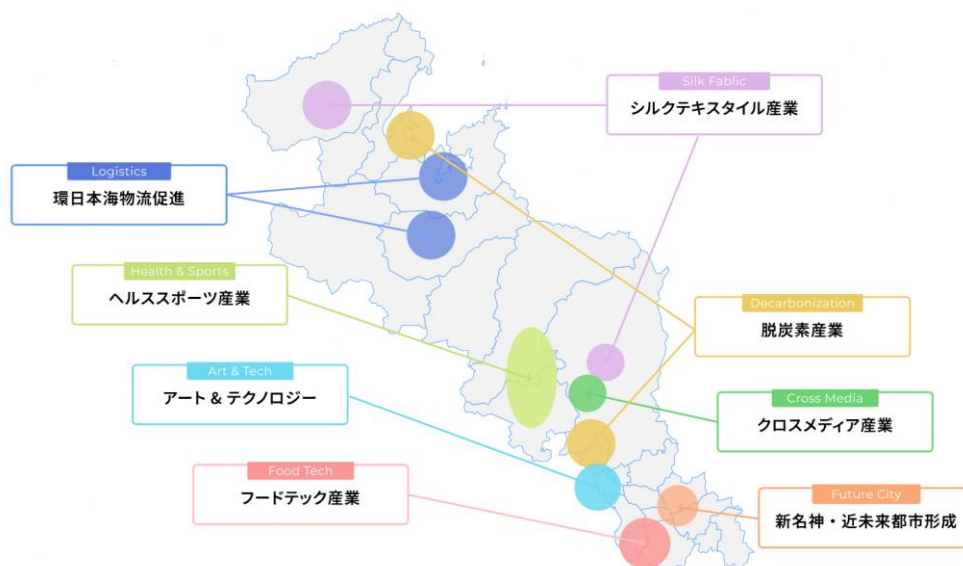 Silk Fablic
シルクテキスタイル産業
Logistics
環日本海物流促進
Health & Sports
ヘルススポーツ産業
Decarbonization
脱炭素産業
Art & Tech
アート & テクノロジー
Cross Media
クロスメディア産業
Food Tech
フードテック産業
Future City
新名神・近未来都市形成